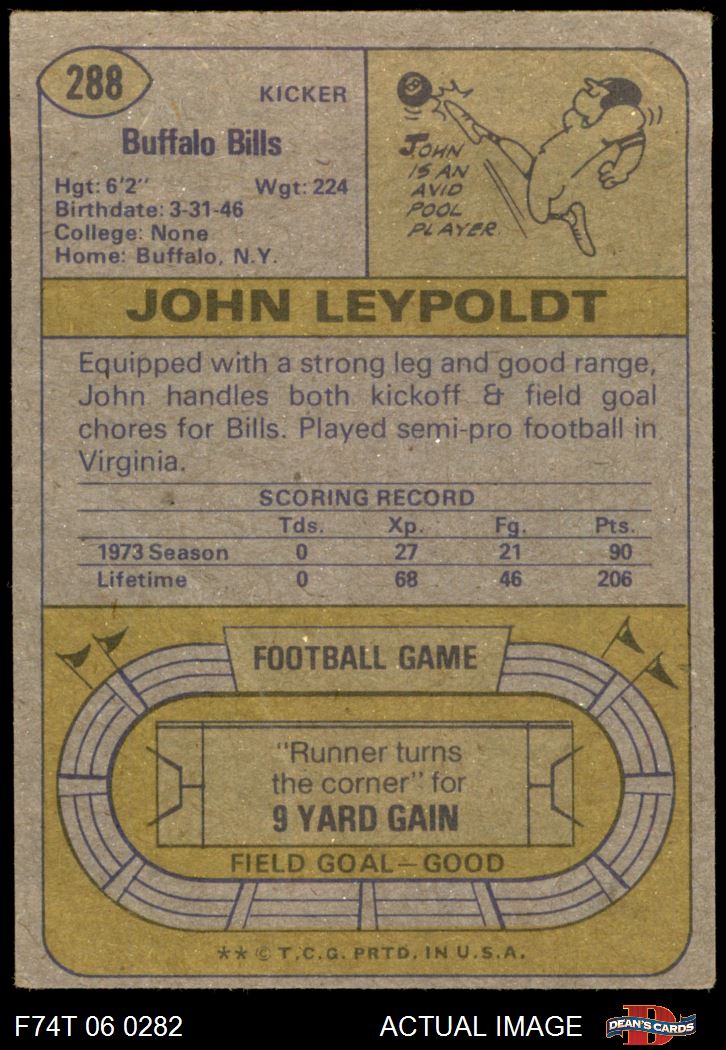 288
KICKER
Buffalo Bills
Hgt: 6'2" Wgt: 224
Birthdate: 3-31-46
College: None
Home: Buffalo, N.Y.
8
JOHN
IS AN
AVID
POOL
PLAYER.
JOHN LEYPOLDT
Equipped with a strong leg and good range,
John handles both kickoff & field goal
chores for Bills. Played semi-pro football in
Virginia.
SCORING RECORD
Tds. Xp. Fg. Pts.
1973 Season 0 27 21 90
Lifetime 0 68 46 206
FOOTBALL GAME
"Runner turns
the corner" for
9 YARD GAIN
FIELD GOAL—GOOD
** © T.C.G. PRTD. IN U.S.A.
F74T 06 0282 ACTUAL IMAGE
D
DEAN'S CARDS